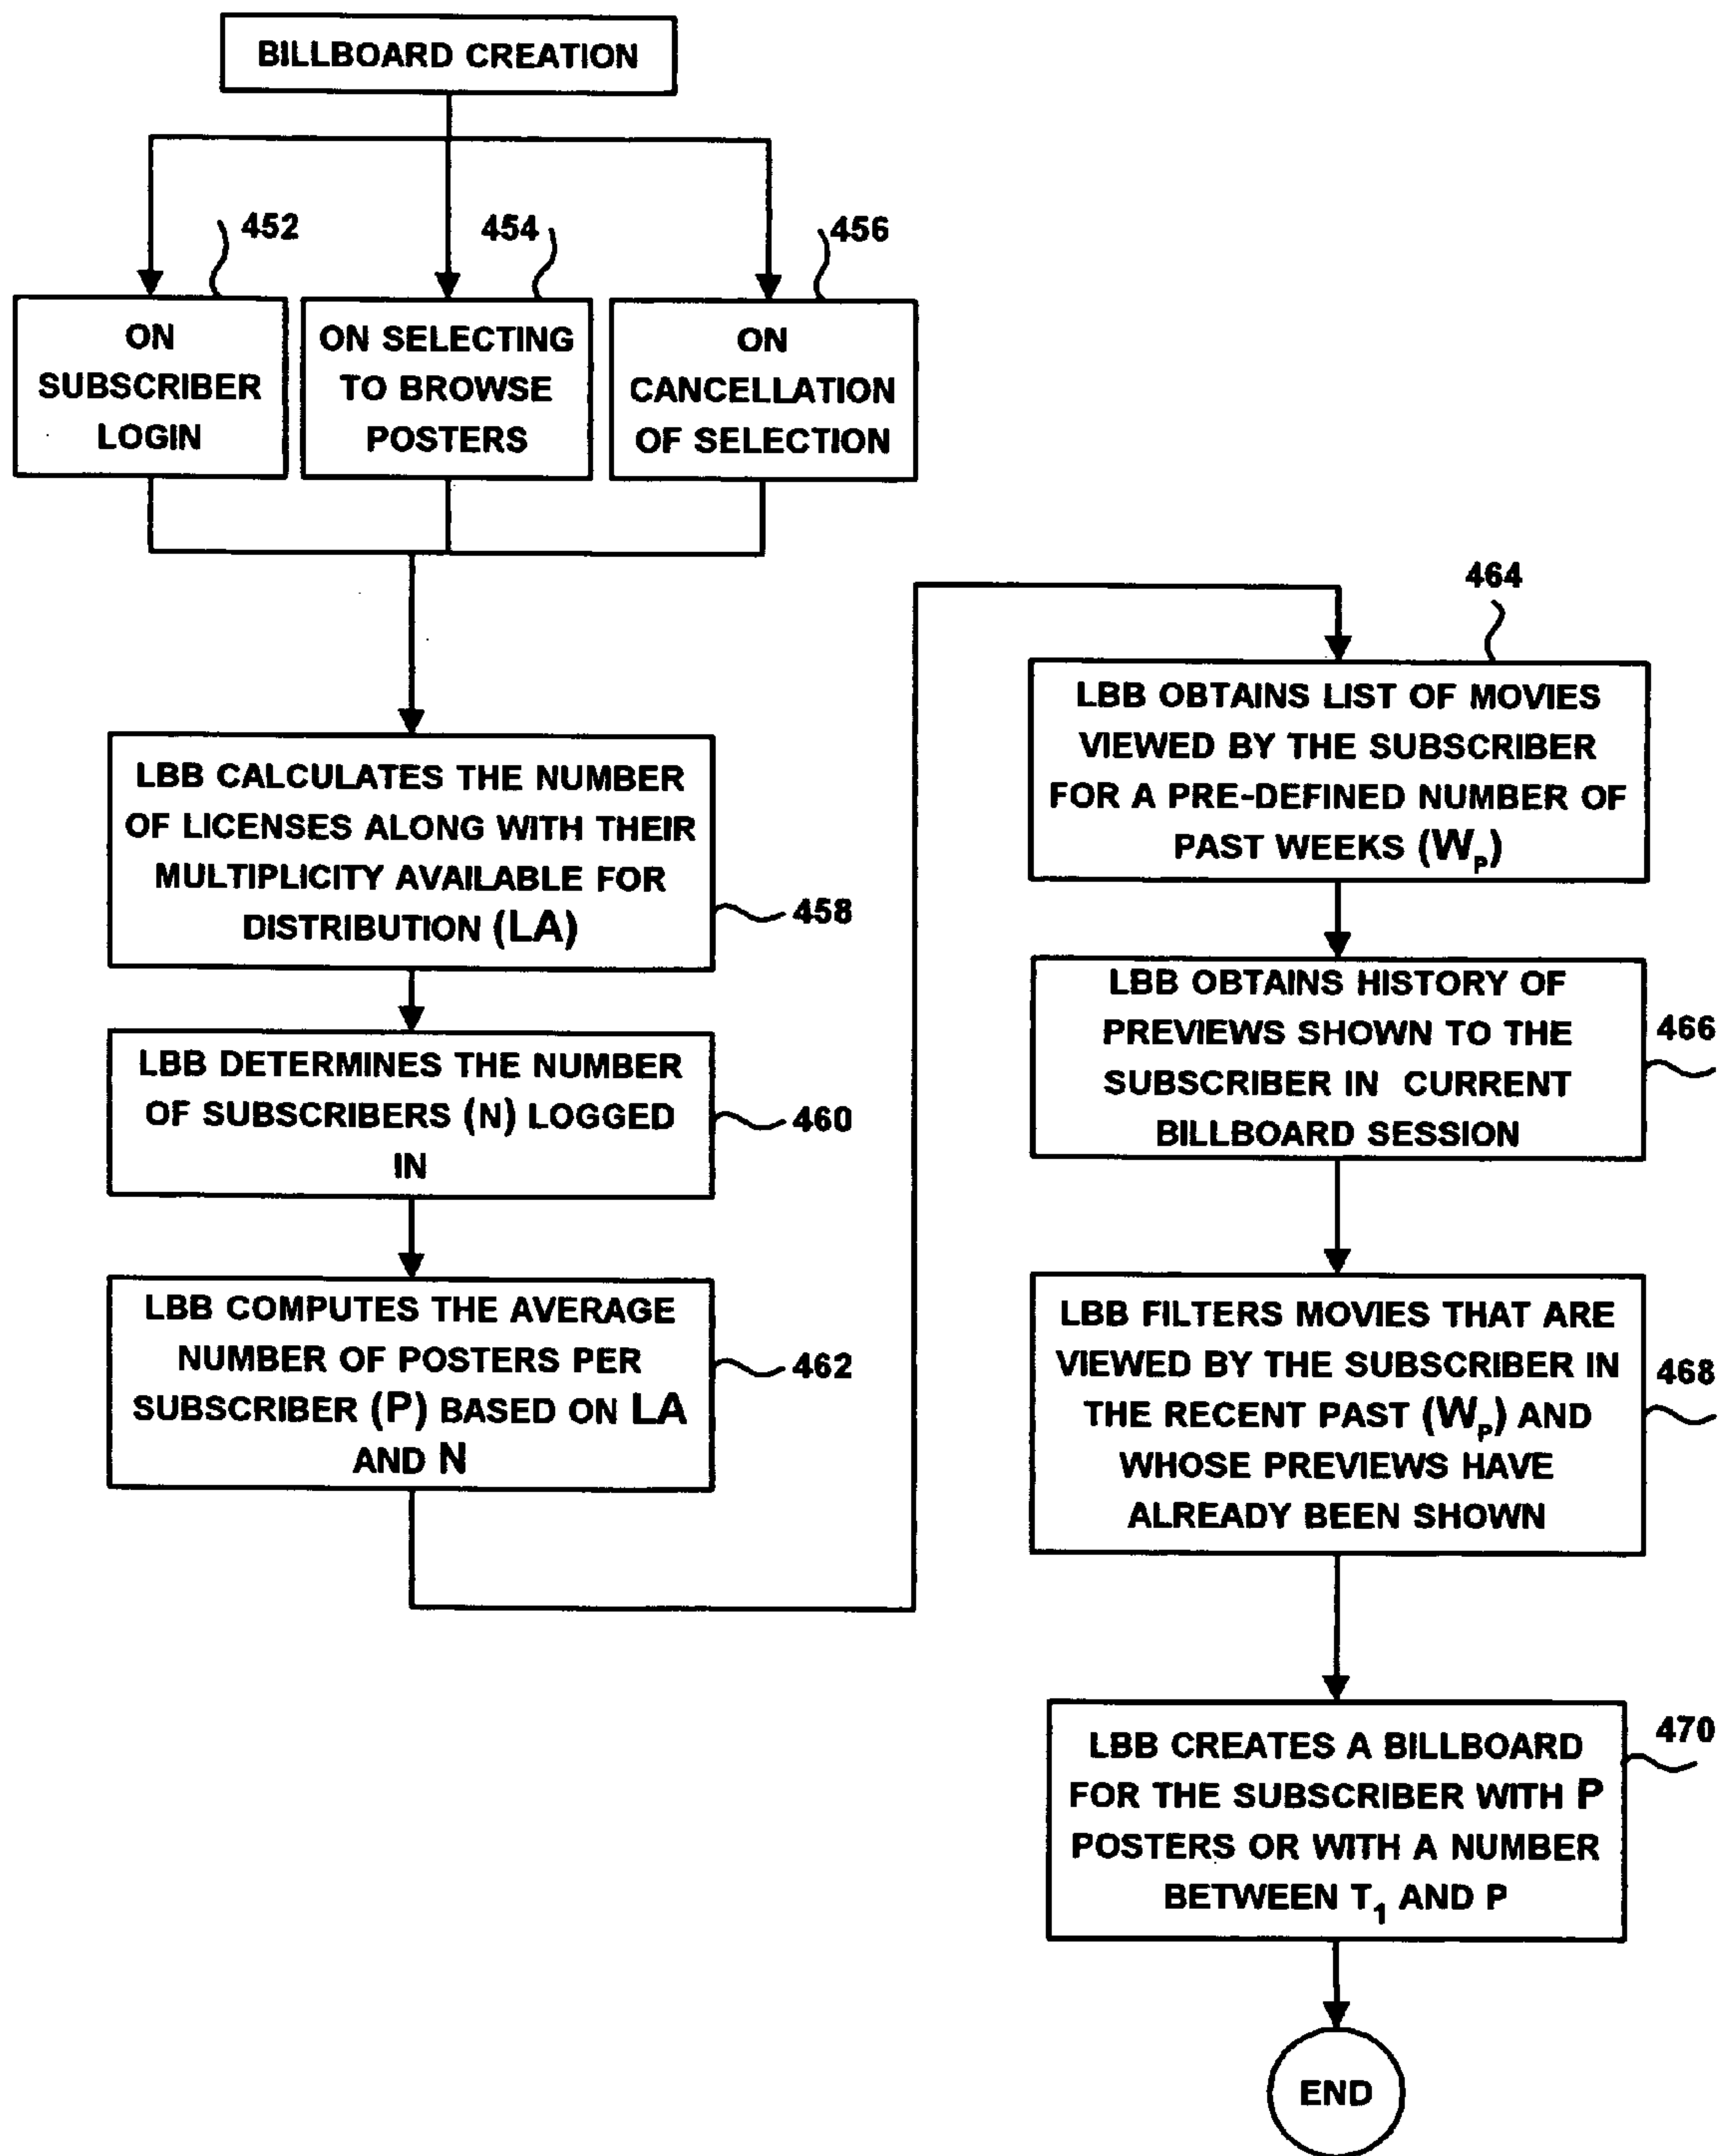 BILLBOARD CREATION
452
454
456
ON
SUBSCRIBER
LOGIN
ON SELECTING
TO BROWSE
POSTERS
ON
CANCELLATION
OF SELECTION
LBB CALCULATES THE NUMBER
OF LICENSES ALONG WITH THEIR
MULTIPLICITY AVAILABLE FOR
DISTRIBUTION (LA)
458
LBB DETERMINES THE NUMBER
OF SUBSCRIBERS (N) LOGGED
IN
460
LBB COMPUTES THE AVERAGE
NUMBER OF POSTERS PER
SUBSCRIBER (P) BASED ON LA
AND N
462
464
LBB OBTAINS LIST OF MOVIES
VIEWED BY THE SUBSCRIBER
FOR A PRE-DEFINED NUMBER OF
PAST WEEKS (WP)
LBB OBTAINS HISTORY OF
PREVIEWS SHOWN TO THE
SUBSCRIBER IN CURRENT
BILLBOARD SESSION
466
LBB FILTERS MOVIES THAT ARE
VIEWED BY THE SUBSCRIBER IN
THE RECENT PAST (WP) AND
WHOSE PREVIEWS HAVE
ALREADY BEEN SHOWN
468
LBB CREATES A BILLBOARD
FOR THE SUBSCRIBER WITH P
POSTERS OR WITH A NUMBER
BETWEEN T1 AND P
470
END